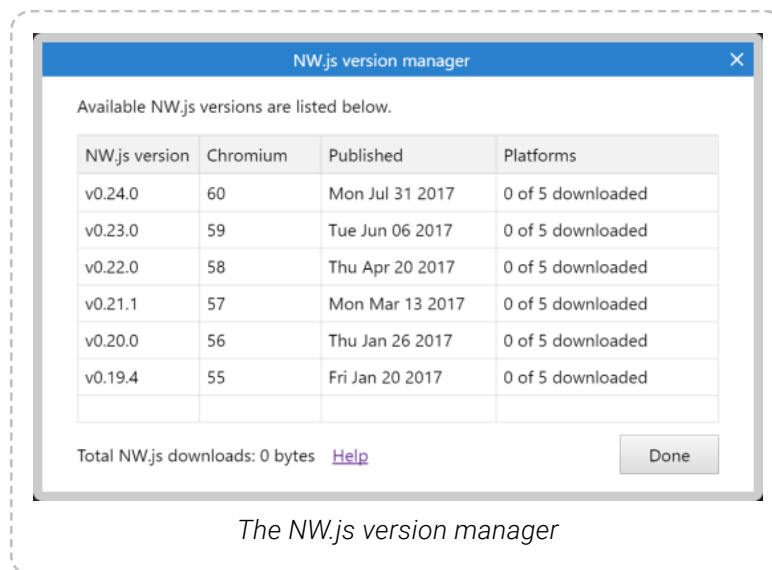 NW.js version manager
Available NW.js versions are listed below.
NW.js version Chromium Published Platforms
v0.24.0 60 Mon Jul 31 2017 0 of 5 downloaded
v0.23.0 59 Tue Jun 06 2017 0 of 5 downloaded
v0.22.0 58 Thu Apr 20 2017 0 of 5 downloaded
v0.21.1 57 Mon Mar 13 2017 0 of 5 downloaded
v0.20.0 56 Thu Jan 26 2017 0 of 5 downloaded
v0.19.4 55 Fri Jan 20 2017 0 of 5 downloaded
Total NW.js downloads: 0 bytes Help Done
The NW.js version manager